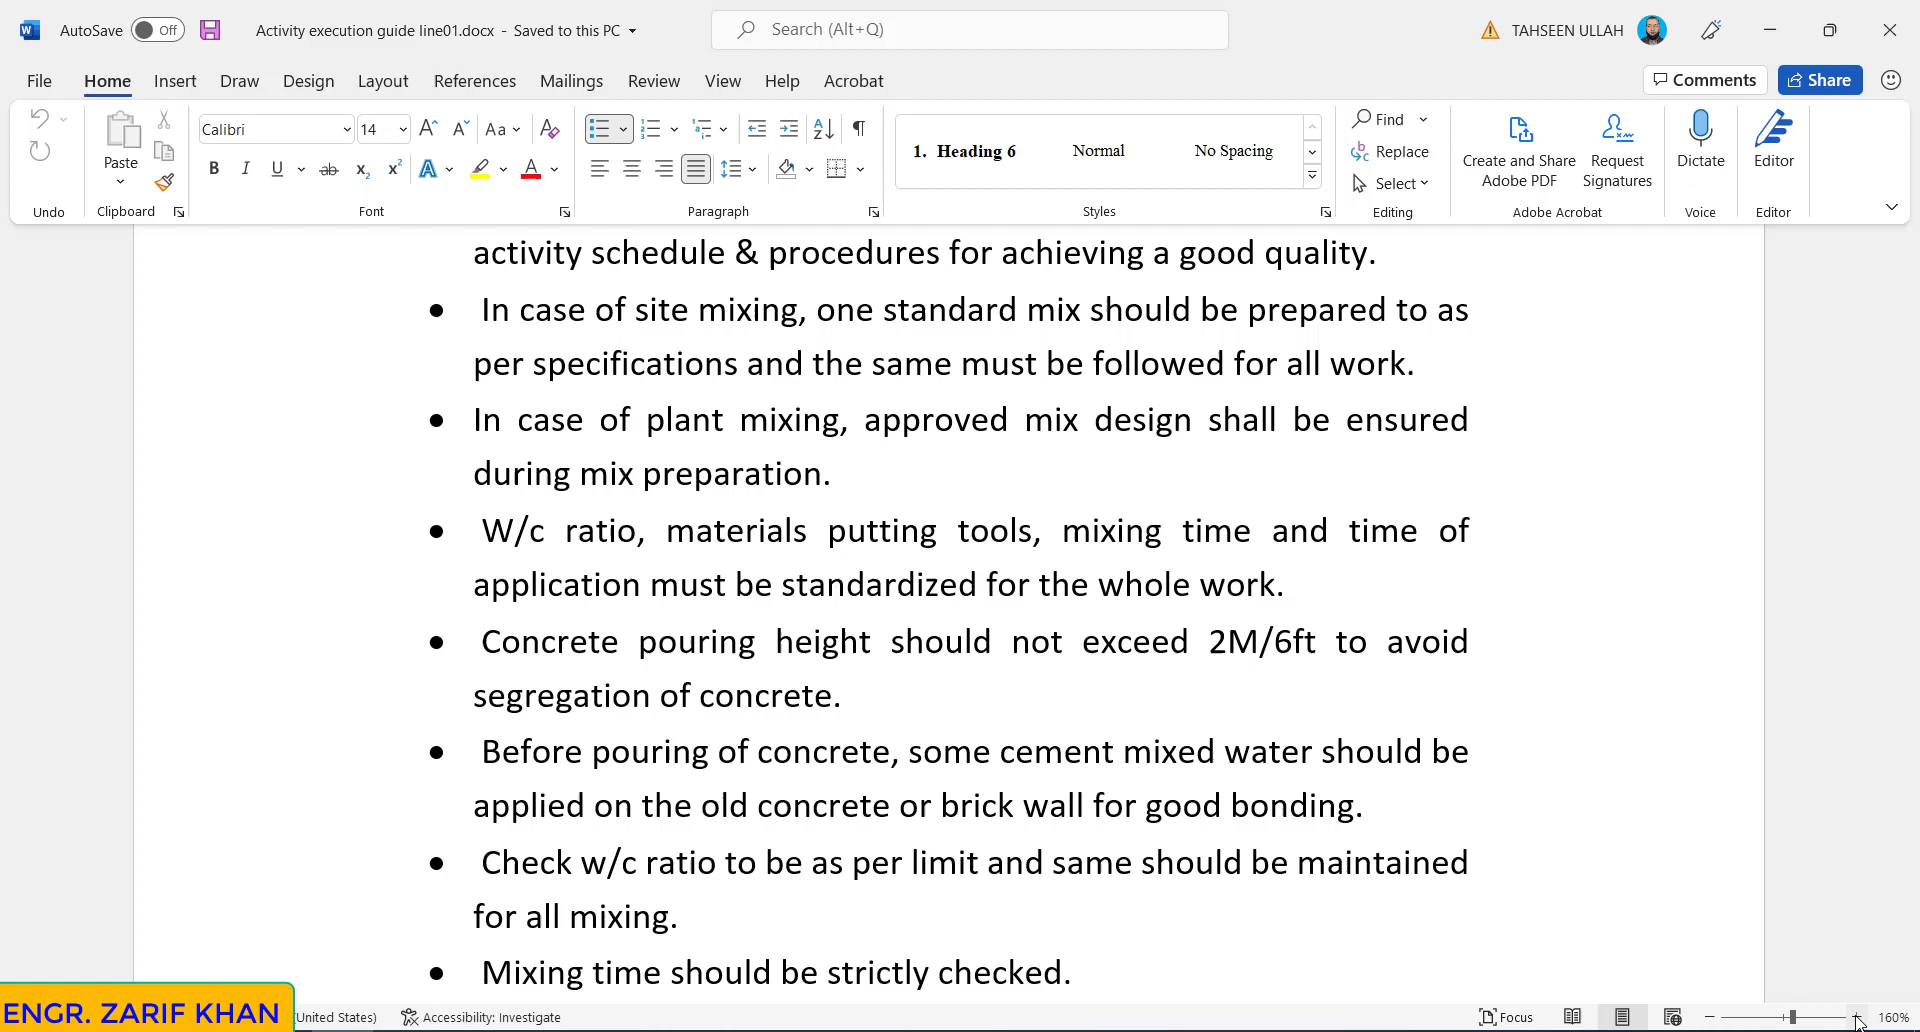 AutoSave Off Activity execution guide line01.docx - Saved to this PC Search (Alt+Q) TAHSEEN ULLAH
File Home Insert Draw Design Layout References Mailings Review View Help Acrobat Comments Share
Calibri 14 Aa 1. Heading 6 Normal No Spacing Find
Paste Replace Create and Share Request Dictate Editor
B I U ab Select Adobe PDF Signatures
Undo Clipboard Font Paragraph Styles Editing Adobe Acrobat Voice Editor
activity schedule & procedures for achieving a good quality.
• In case of site mixing, one standard mix should be prepared to as
per specifications and the same must be followed for all work.
• In case of plant mixing, approved mix design shall be ensured
during mix preparation.
• W/c ratio, materials putting tools, mixing time and time of
application must be standardized for the whole work.
• Concrete pouring height should not exceed 2M/6ft to avoid
segregation of concrete.
• Before pouring of concrete, some cement mixed water should be
applied on the old concrete or brick wall for good bonding.
• Check w/c ratio to be as per limit and same should be maintained
for all mixing.
• Mixing time should be strictly checked.
ENGR. ZARIF KHAN United States) Accessibility: Investigate Focus 160%